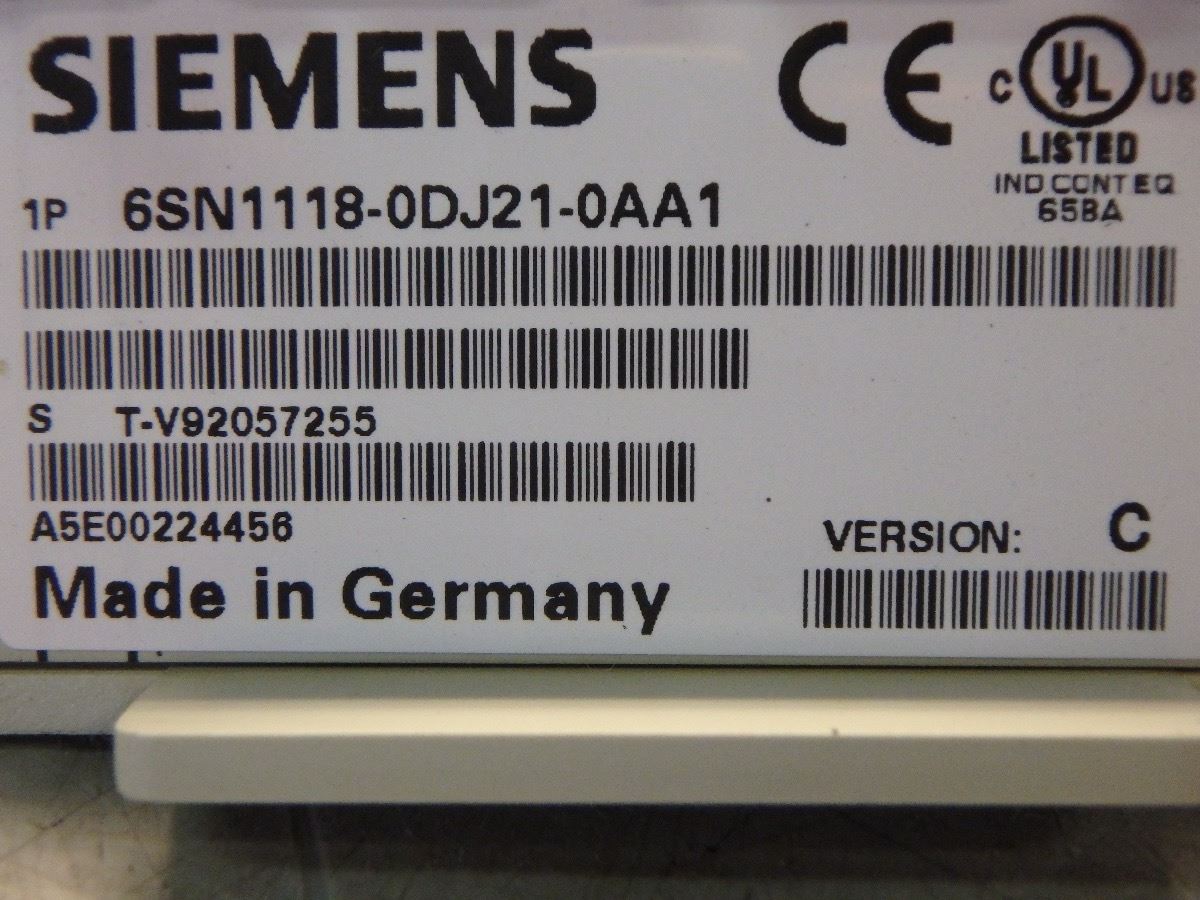 SIEMENS
CE
C UL US
LISTED
IND.CONT.EQ
65BA
1P 6SN1118-0DJ21-0AA1
S T-V92057255
A5E00224456
VERSION: C
Made in Germany